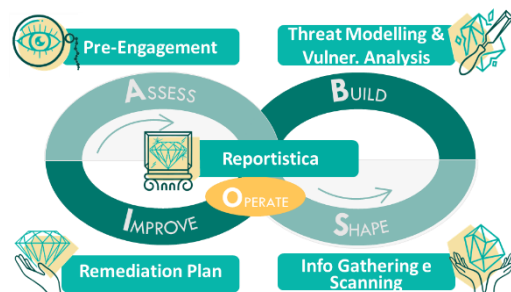 Pre-Engagement
Threat Modelling &
Vulner. Analysis
ASSESS
BUILD
Reportistica
OPERATE
IMPROVE
SHAPE
Remediation Plan
Info Gathering e
Scanning